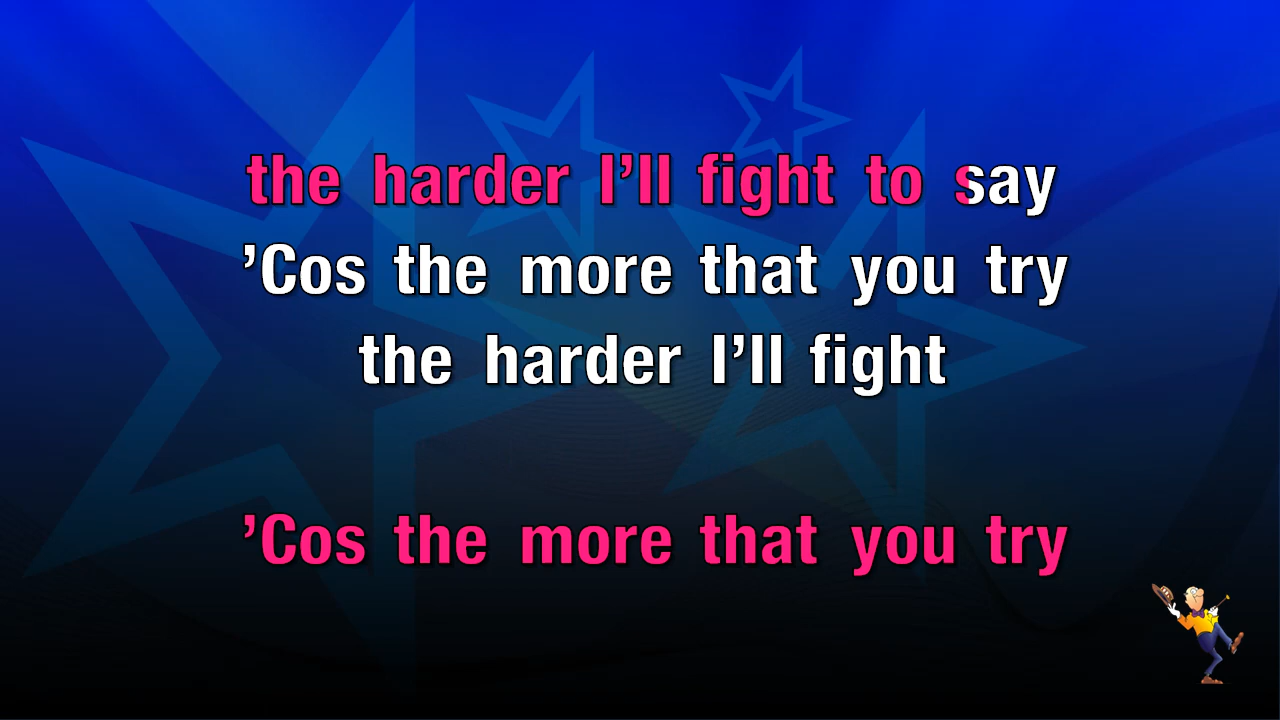 the harder I’ll fight to say
’Cos the more that you try
the harder I’ll fight
’Cos the more that you try